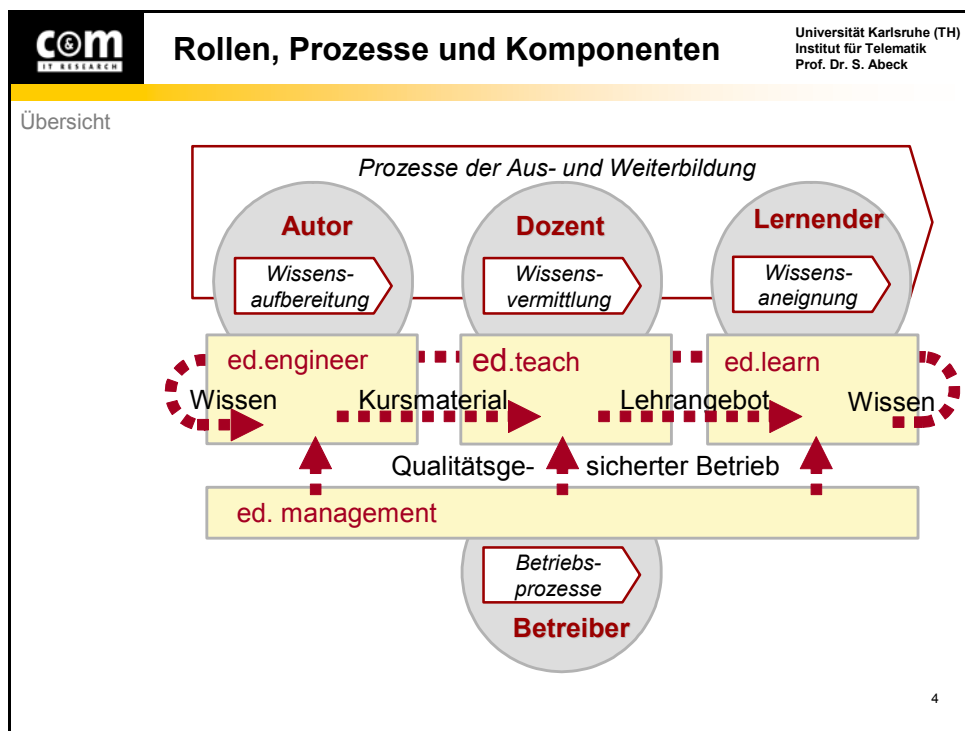 c&m
IT RESEARCH
Rollen, Prozesse und Komponenten
Universität Karlsruhe (TH)
Institut für Telematik
Prof. Dr. S. Abeck
Übersicht
Prozesse der Aus- und Weiterbildung
Autor
Dozent
Lernender
Wissens-
aufbereitung
Wissens-
vermittlung
Wissens-
aneignung
ed.engineer
ed.teach
ed.learn
Wissen
Kursmaterial
Lehrangebot
Wissen
Qualitätsge-
sicherter Betrieb
ed. management
Betriebs-
prozesse
Betreiber
4